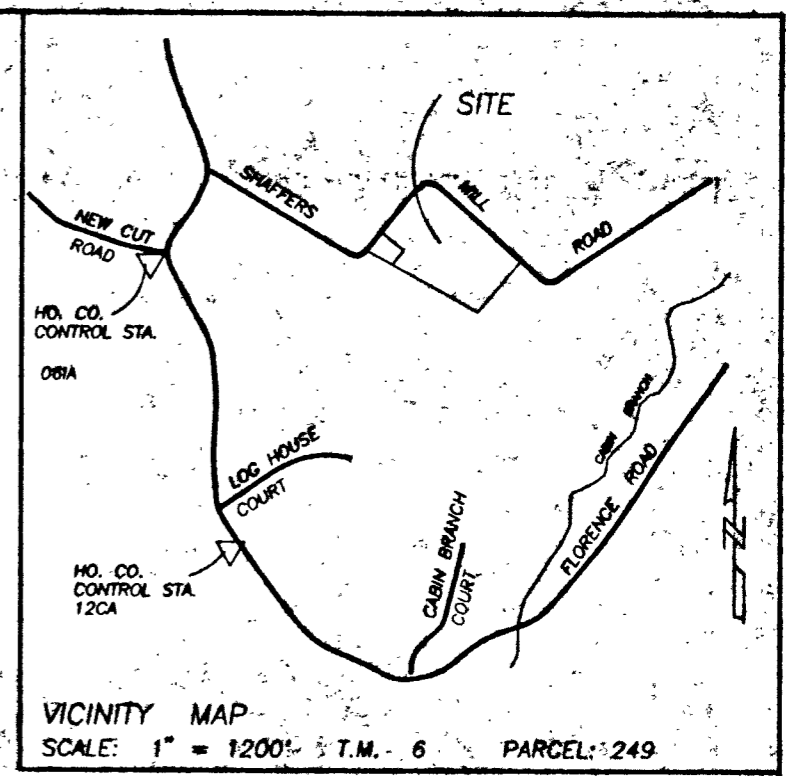 SITE
SHAFFERS
MILL
ROAD
NEW CUT
ROAD
HO. CO.
CONTROL STA.
061A
LOG HOUSE
COURT
HO. CO.
CONTROL STA.
12CA
CABIN BRANCH
COURT
CABIN BRANCH
FLORENCE ROAD
N
VICINITY MAP
SCALE: 1" = 1200' T.M. 6 PARCEL: 249